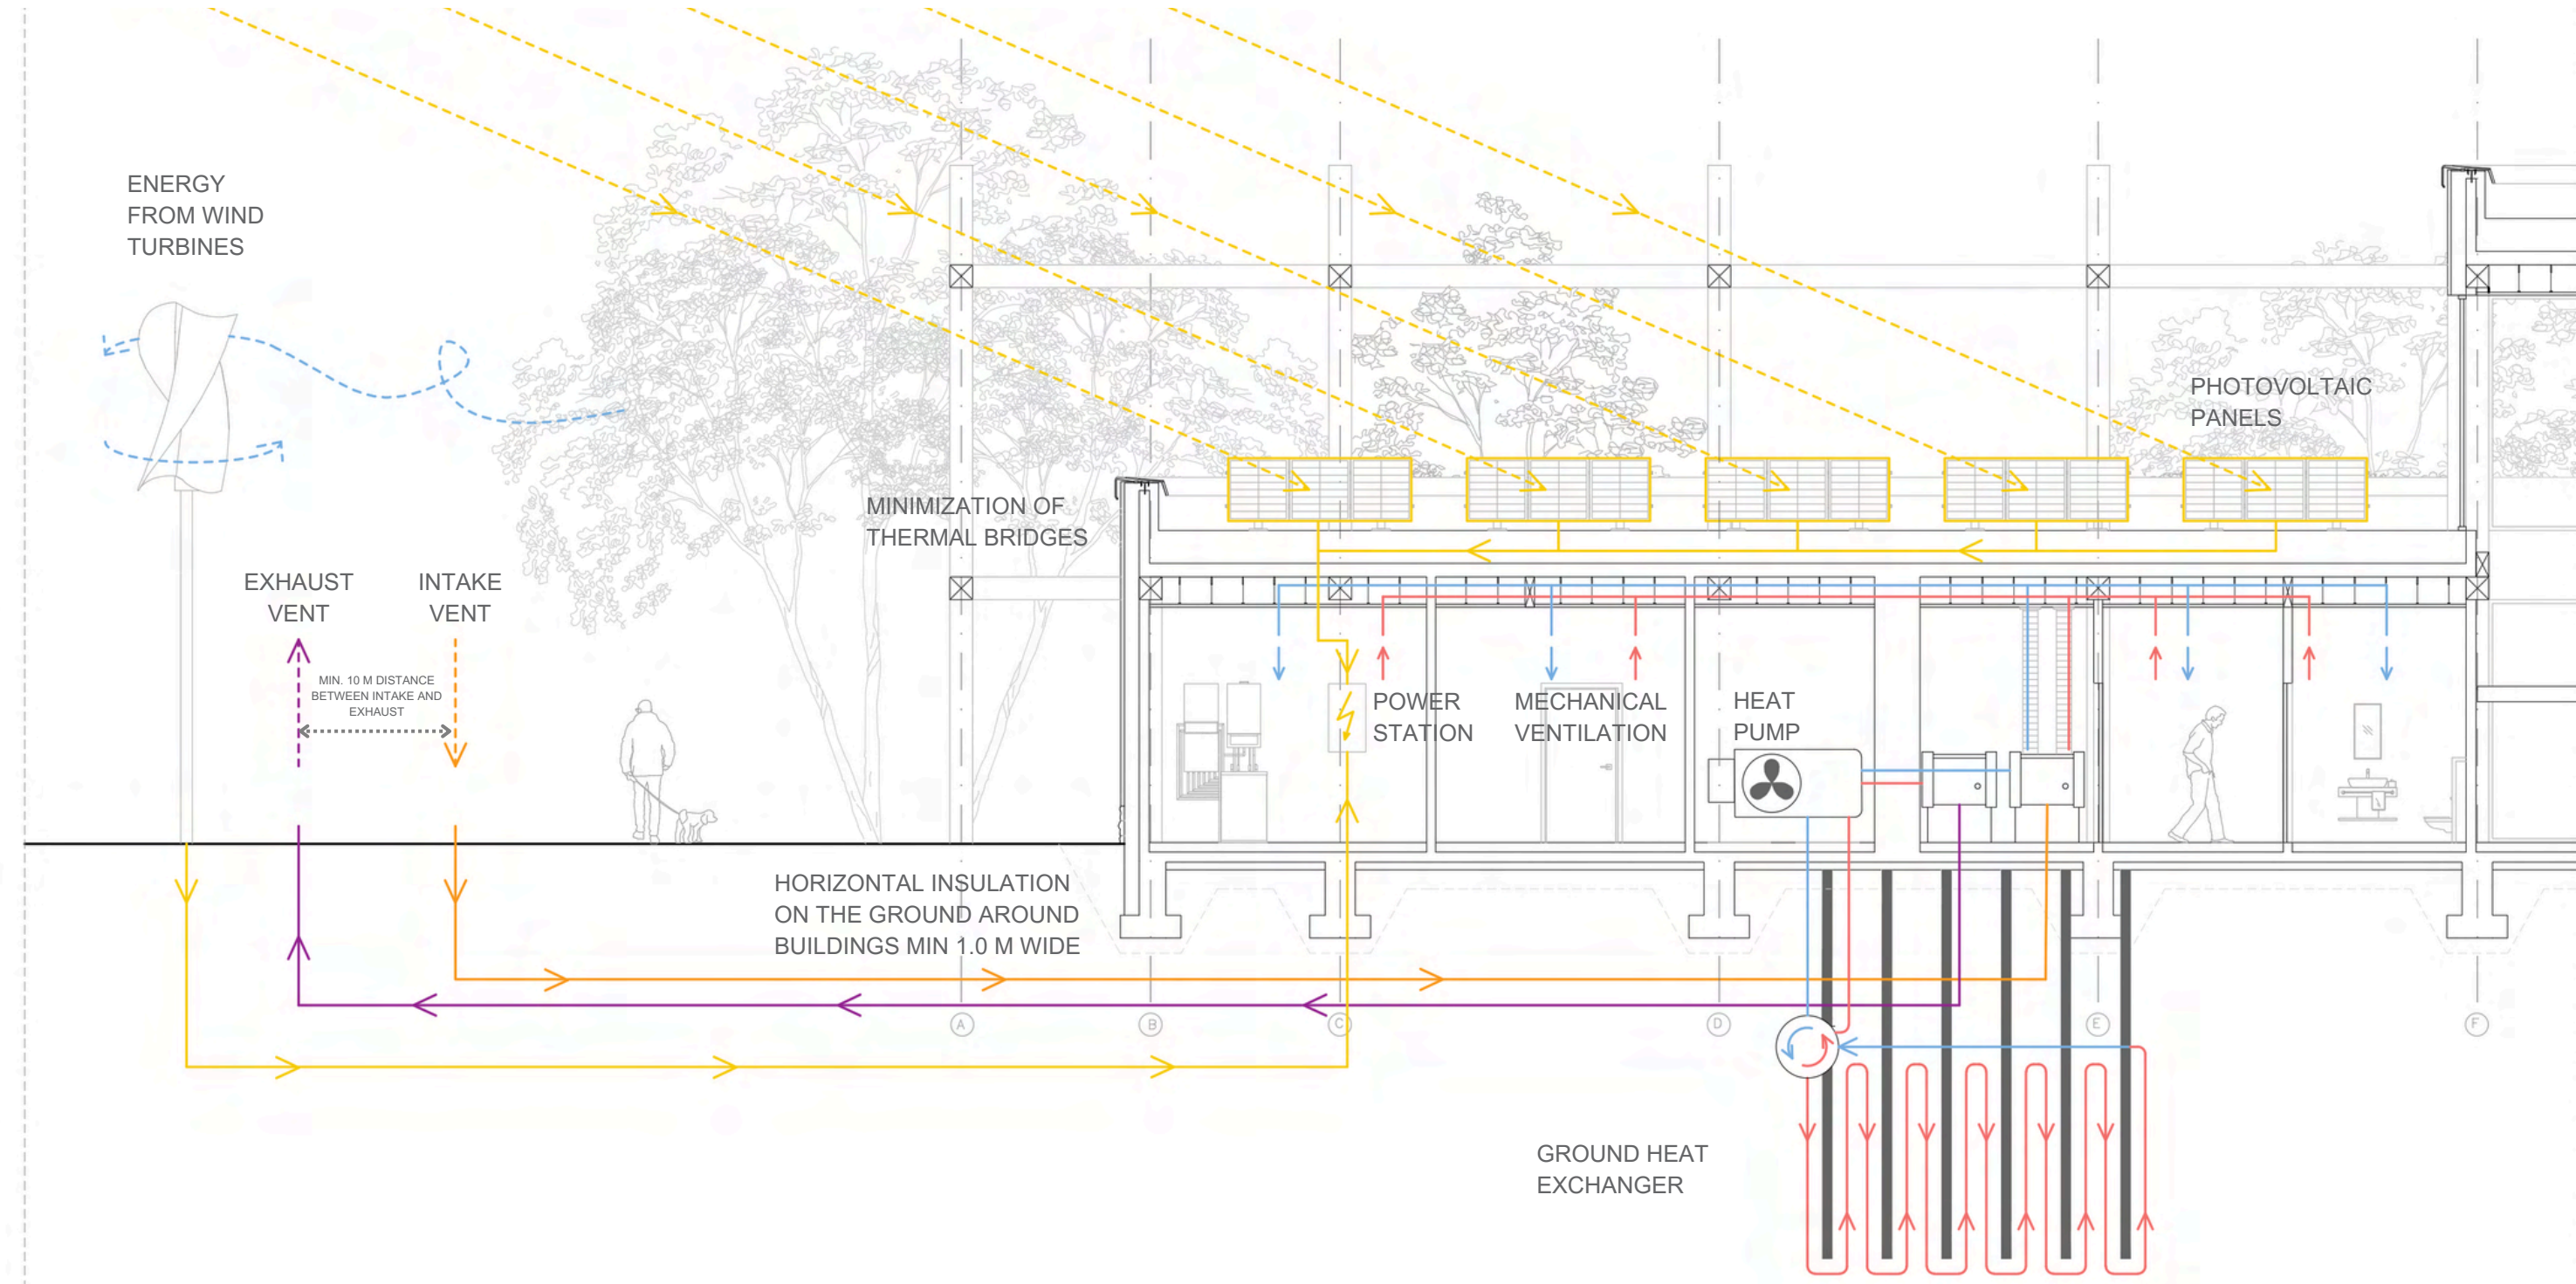 ENERGY
FROM WIND
TURBINES
PHOTOVOLTAIC
PANELS
MINIMIZATION OF
THERMAL BRIDGES
EXHAUST
VENT
INTAKE
VENT
MIN. 10 M DISTANCE
BETWEEN INTAKE AND
EXHAUST
POWER
STATION
MECHANICAL
VENTILATION
HEAT
PUMP
HORIZONTAL INSULATION
ON THE GROUND AROUND
BUILDINGS MIN 1.0 M WIDE
A
B
C
D
E
F
GROUND HEAT
EXCHANGER